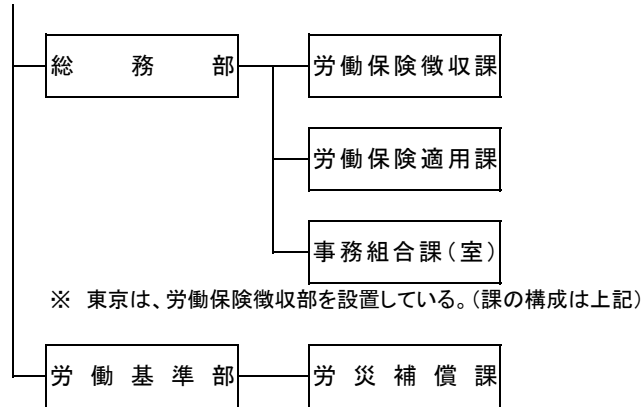 総務部
労働保険徴収課
労働保険適用課
事務組合課(室)
※ 東京は、労働保険徴収部を設置している。(課の構成は上記)
労働基準部
労災補償課